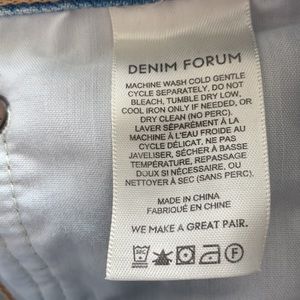 DENIM FORUM
MACHINE WASH COLD GENTLE
CYCLE SEPARATELY. DO NOT
BLEACH, TUMBLE DRY LOW,
COOL IRON ONLY IF NEEDED, OR
DRY CLEAN (NO PERC).
LAVER SÉPARÉMENT À LA
MACHINE À L'EAU FROIDE AU
CYCLE DÉLICAT. NE PAS
JAVELISER, SÉCHER À BASSE
TEMPÉRATURE, REPASSAGE
DOUX SI NÉCESSAIRE, OU
NETTOYER À SEC (SANS PERC).
MADE IN CHINA
FABRIQUÉ EN CHINE
WE MAKE A GREAT PAIR.